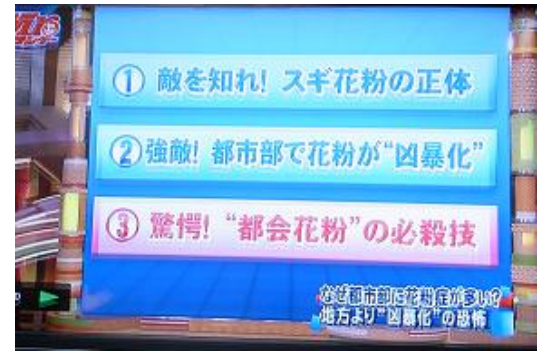 ① 敵を知れ! スギ花粉の正体
② 強敵! 都市部で花粉が“凶暴化”
③ 驚愕! “都会花粉”の必殺技
なぜ都市部に花粉症が多い?
地方より“凶暴化”の恐怖